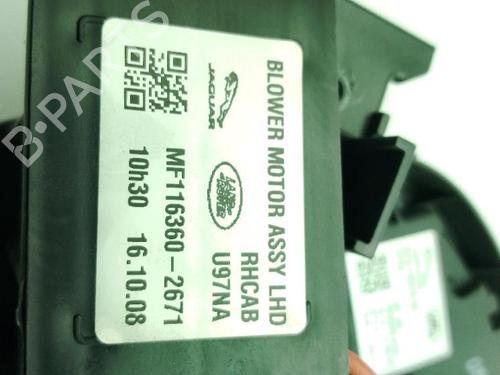 BLOWER MOTOR ASSY LHD
JAGUAR
LAND ROVER
RHCAB
U97NA
MF116360-2671
10h30 16.10.08
B-PARTS